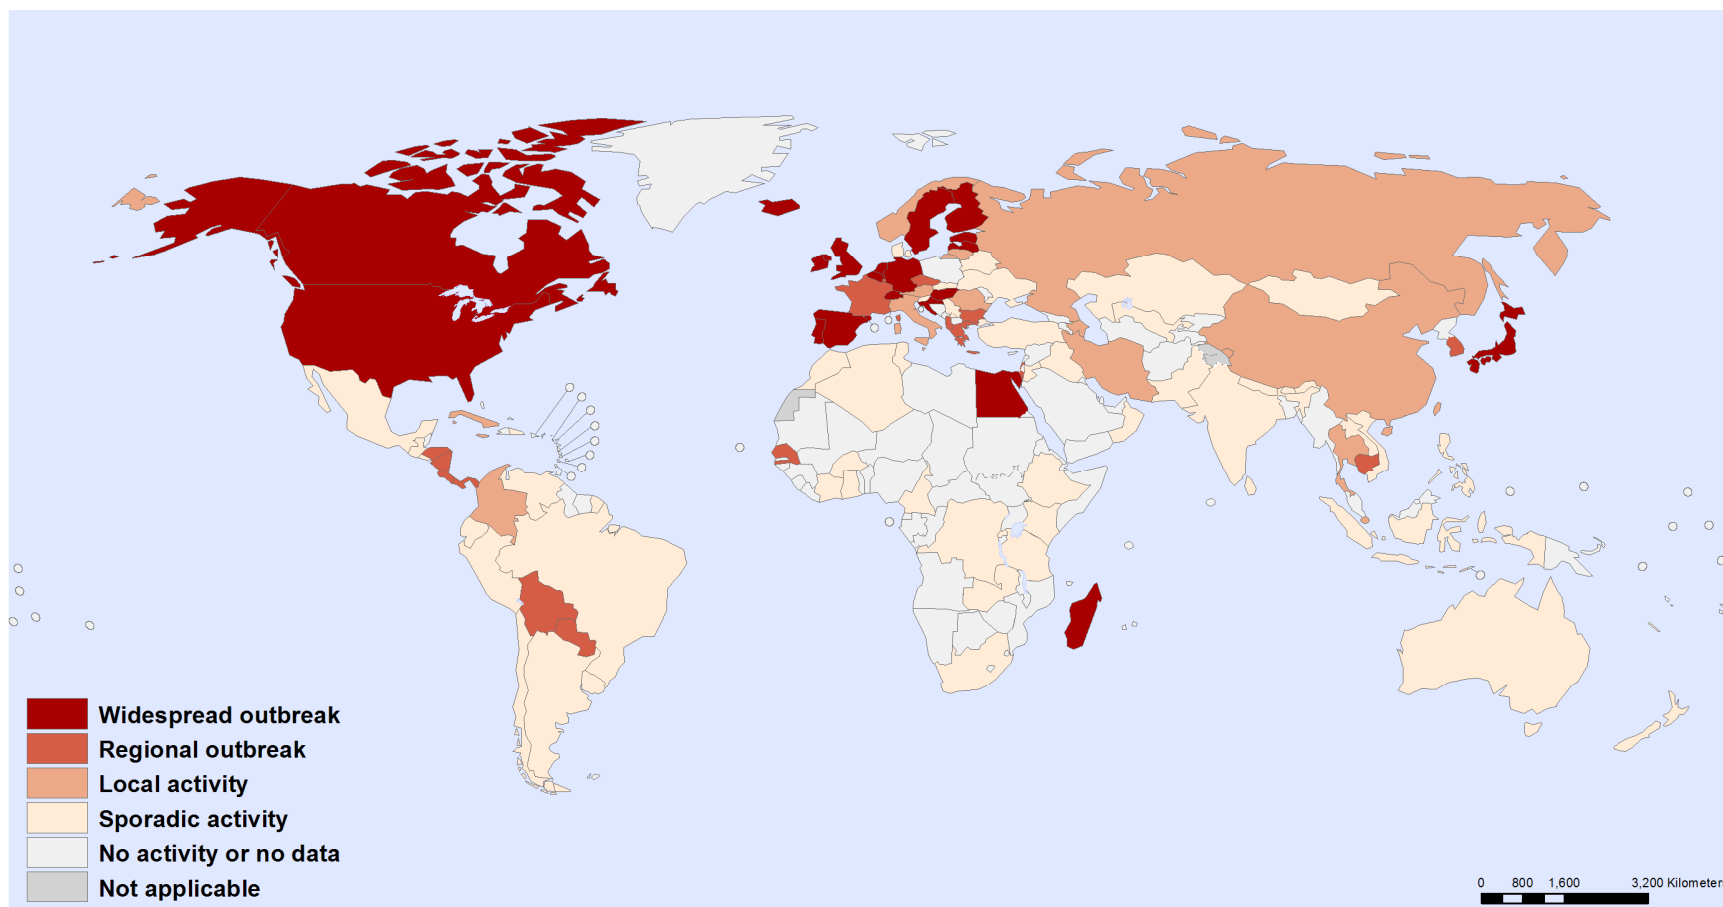 Widespread outbreak
Regional outbreak
Local activity
Sporadic activity
No activity or no data
Not applicable
0 800 1,600 3,200 Kilometers